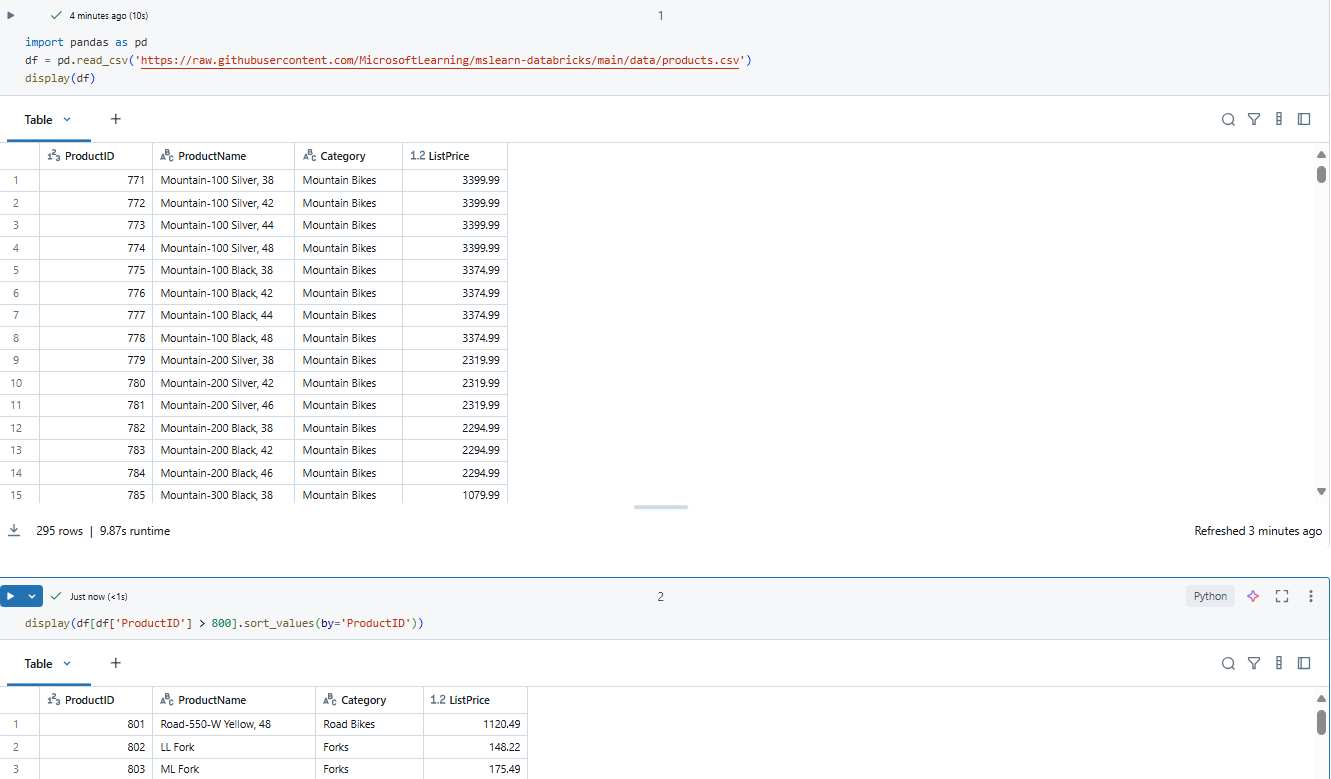 4 minutes ago (10s) 1
import pandas as pd
df = pd.read_csv('https://raw.githubusercontent.com/MicrosoftLearning/mslearn-databricks/main/data/products.csv')
display(df)
Table +
1 2 3 ProductID A B C ProductName A B C Category 1.2 ListPrice
1 771 Mountain-100 Silver, 38 Mountain Bikes 3399.99
2 772 Mountain-100 Silver, 42 Mountain Bikes 3399.99
3 773 Mountain-100 Silver, 44 Mountain Bikes 3399.99
4 774 Mountain-100 Silver, 48 Mountain Bikes 3399.99
5 775 Mountain-100 Black, 38 Mountain Bikes 3374.99
6 776 Mountain-100 Black, 42 Mountain Bikes 3374.99
7 777 Mountain-100 Black, 44 Mountain Bikes 3374.99
8 778 Mountain-100 Black, 48 Mountain Bikes 3374.99
9 779 Mountain-200 Silver, 38 Mountain Bikes 2319.99
10 780 Mountain-200 Silver, 42 Mountain Bikes 2319.99
11 781 Mountain-200 Silver, 46 Mountain Bikes 2319.99
12 782 Mountain-200 Black, 38 Mountain Bikes 2294.99
13 783 Mountain-200 Black, 42 Mountain Bikes 2294.99
14 784 Mountain-200 Black, 46 Mountain Bikes 2294.99
15 785 Mountain-300 Black, 38 Mountain Bikes 1079.99
295 rows | 9.87s runtime Refreshed 3 minutes ago
Just now (<1s) 2 Python
display(df[df['ProductID'] > 800].sort_values(by='ProductID'))
Table +
1 2 3 ProductID A B C ProductName A B C Category 1.2 ListPrice
1 801 Road-550-W Yellow, 48 Road Bikes 1120.49
2 802 LL Fork Forks 148.22
3 803 ML Fork Forks 175.49